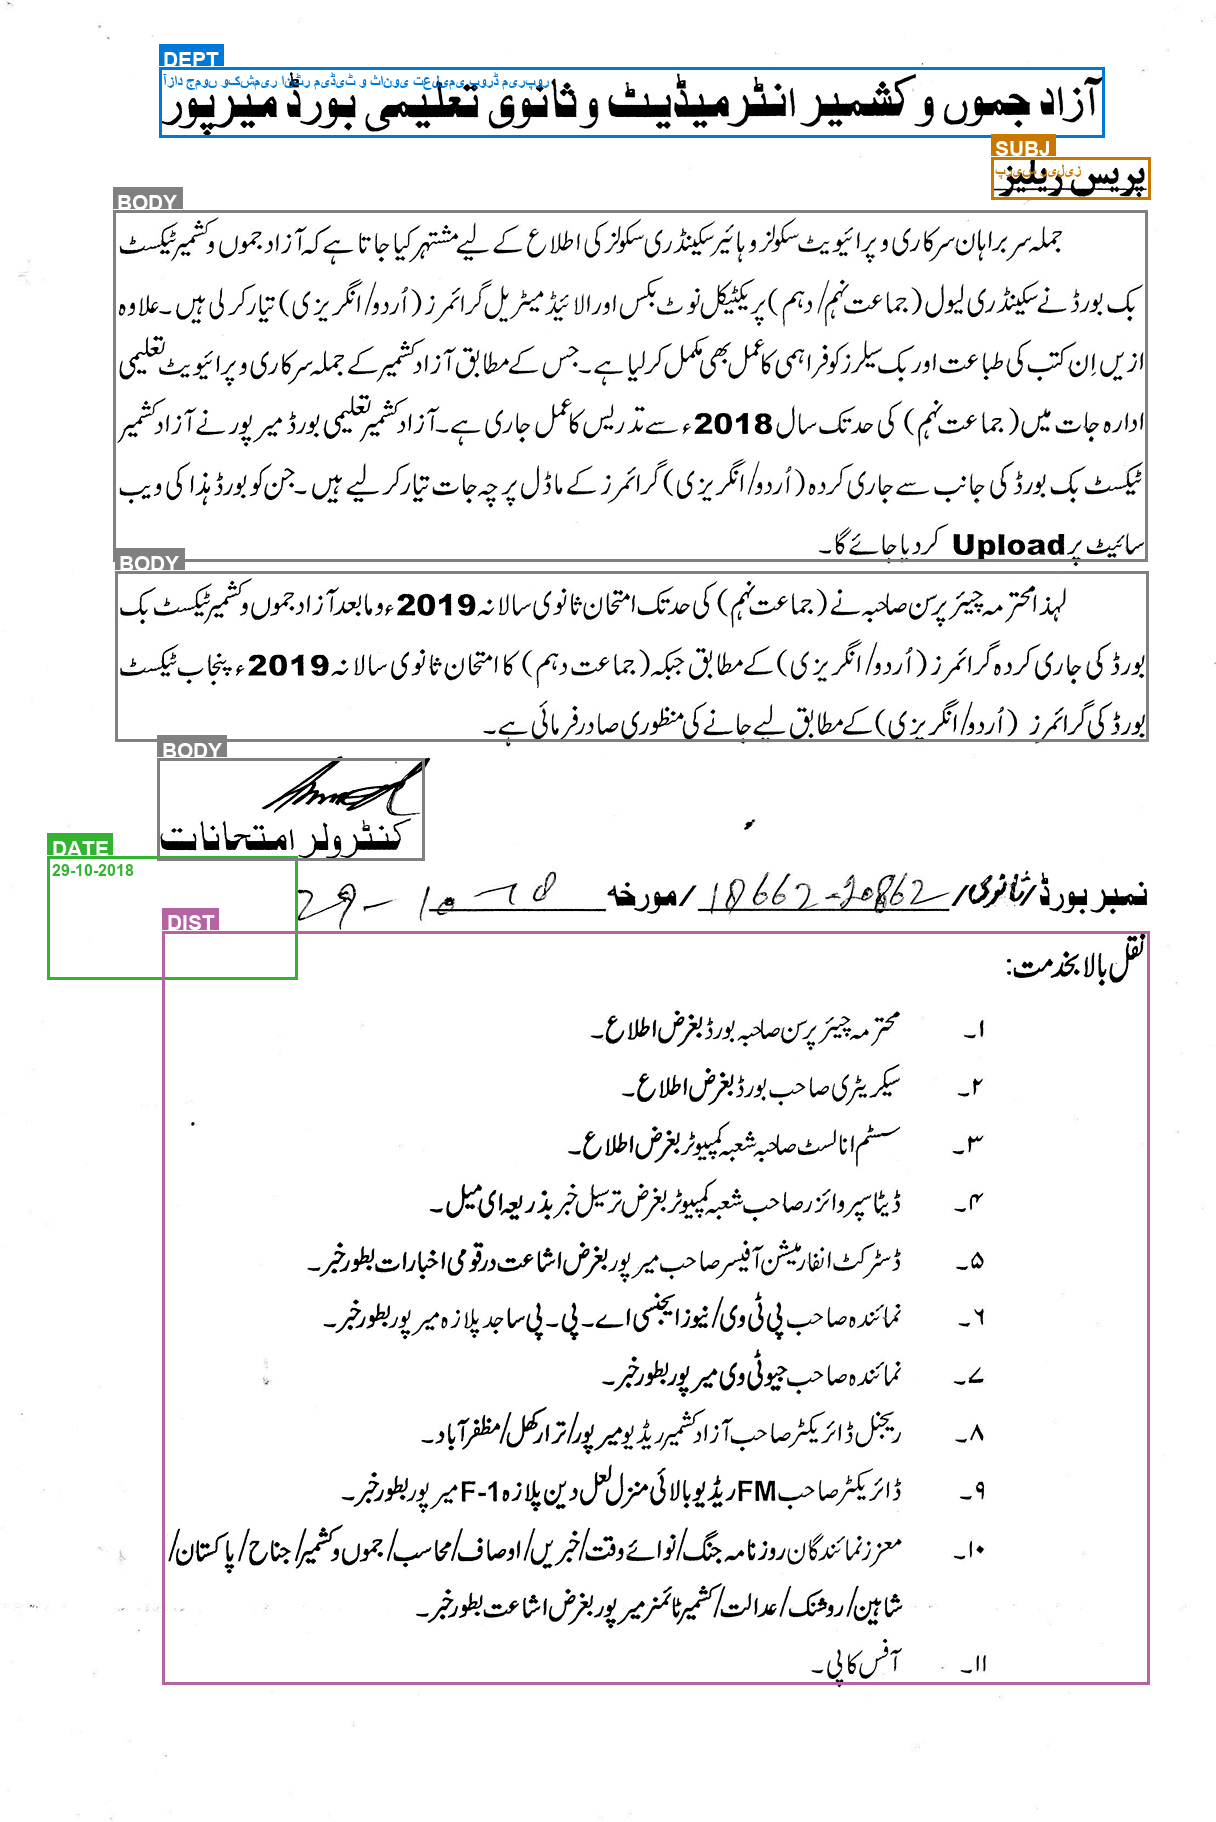 DEPT
آزاد جموں و کشمیر انٹرمیڈیٹ و ثانوی تعلیمی بورڈ میرپور
آزاد جموں و کشمیر انٹرمیڈیٹ و ثانوی تعلیمی بورڈ میرپور
SUBJ
پریس ریلیز
پریس ریلیز
BODY
جملہ سربراہان سرکاری و پرائیویٹ سکولز و ہائیر سکینڈری سکولز کی اطلاع کے لیے مشتہر کیا جاتا ہے کہ آزاد جموں و کشمیر ٹیکسٹ
بک بورڈ نے سکینڈری لیول (جماعت نہم/دہم) پریکٹیکل نوٹ بکس اور الائیڈ میٹریل گرائمرز (اُردو/انگریزی) تیار کر لی ہیں۔علاوہ
ازیں اِن کتب کی طباعت اور بک سیلرز کو فراہمی کا عمل بھی مکمل کر لیا ہے۔جس کے مطابق آزاد کشمیر کے جملہ سرکاری و پرائیویٹ تعلیمی
ادارہ جات میں (جماعت نہم) کی حد تک سال 2018ء سے تدریس کا عمل جاری ہے۔آزاد کشمیر تعلیمی بورڈ میرپور نے آزاد کشمیر
ٹیکسٹ بک بورڈ کی جانب سے جاری کردہ (اُردو/انگریزی) گرائمرز کے ماڈل پرچہ جات تیار کر لیے ہیں۔جن کو بورڈ ہذا کی ویب
سائیٹ پر Upload کر دیا جائے گا۔
BODY
لہذا محترمہ چیئرپرسن صاحبہ نے (جماعت نہم) کی حد تک امتحان ثانوی سالانہ 2019ء و مابعد آزاد جموں و کشمیر ٹیکسٹ بک
بورڈ کی جاری کردہ گرائمرز (اُردو/انگریزی) کے مطابق جبکہ (جماعت دہم) کا امتحان ثانوی سالانہ 2019ء پنجاب ٹیکسٹ
بورڈ کی گرائمرز (اُردو/انگریزی) کے مطابق لیے جانے کی منظوری صادر فرمائی ہے۔
BODY
کنٹرولر امتحانات
DATE
29-10-2018
نمبر بورڈ/ثانوی/ 18662-20862 /مورخہ 29-10-18
DIST
نقل بالا بخدمت:
۱۔ محترمہ چیئرپرسن صاحبہ بورڈ بغرض اطلاع۔
۲۔ سیکریٹری صاحب بورڈ بغرض اطلاع۔
۳۔ سسٹم انالسٹ صاحبہ شعبہ کمپیوٹر بغرض اطلاع۔
۴۔ ڈیٹا سپروائزر صاحب شعبہ کمپیوٹر بغرض ترسیل خبر بذریعہ ای میل۔
۵۔ ڈسٹرکٹ انفارمیشن آفیسر صاحب میرپور بغرض اشاعت در قومی اخبارات بطور خبر۔
۶۔ نمائندہ صاحب پی ٹی وی/نیوز ایجنسی اے۔پی۔پی ساجد پلازہ میرپور بطور خبر۔
۷۔ نمائندہ صاحب جیو ٹی وی میرپور بطور خبر۔
۸۔ ریجنل ڈائریکٹر صاحب آزاد کشمیر ریڈیو میرپور/تراڑکھل/مظفرآباد۔
۹۔ ڈائریکٹر صاحب FM ریڈیو بالائی منزل لعل دین پلازہ F-1 میرپور بطور خبر۔
۱۰۔ معزز نمائندگان روزنامہ جنگ/نوائے وقت/خبریں/اوصاف/محاسب/جموں و کشمیر/جناح/پاکستان/
شاہین/روشنک/عدالت/کشمیر ٹائمنر میرپور بغرض اشاعت بطور خبر۔
۱۱۔ آفس کاپی۔